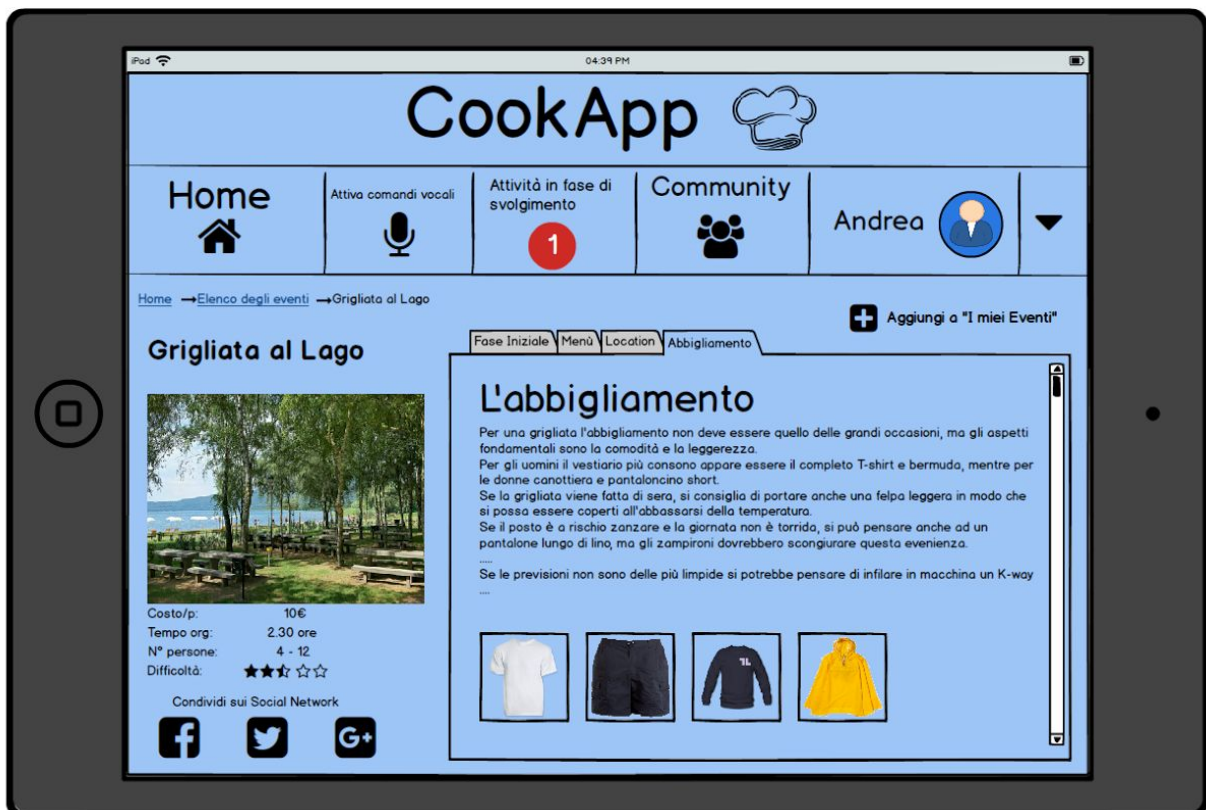 iPad
04:39 PM
CookApp
Home
Attiva comandi vocali
Attività in fase di
svolgimento
1
Community
Andrea
Home → Elenco degli eventi → Grigliata al Lago
Aggiungi a "I miei Eventi"
Grigliata al Lago
Fase Iniziale
Menù
Location
Abbigliamento
L'abbigliamento
Per una grigliata l'abbigliamento non deve essere quello delle grandi occasioni, ma gli aspetti
fondamentali sono la comodità e la leggerezza.
Per gli uomini il vestiario più consono appare essere il completo T-shirt e bermuda, mentre per
le donne canottiera e pantaloncino short.
Se la grigliata viene fatta di sera, si consiglia di portare anche una felpa leggera in modo che
si possa essere coperti all'abbassarsi della temperatura.
Se il posto è a rischio zanzare e la giornata non è torrida, si può pensare anche ad un
pantalone lungo di lino, ma gli zampironi dovrebbero scongiurare questa evenienza.
.....
Se le previsioni non sono delle più limpide si potrebbe pensare di infilare in macchina un K-way
....
Costo/p: 10€
Tempo org: 2.30 ore
N° persone: 4 - 12
Difficoltà:
Condividi sui Social Network
G+